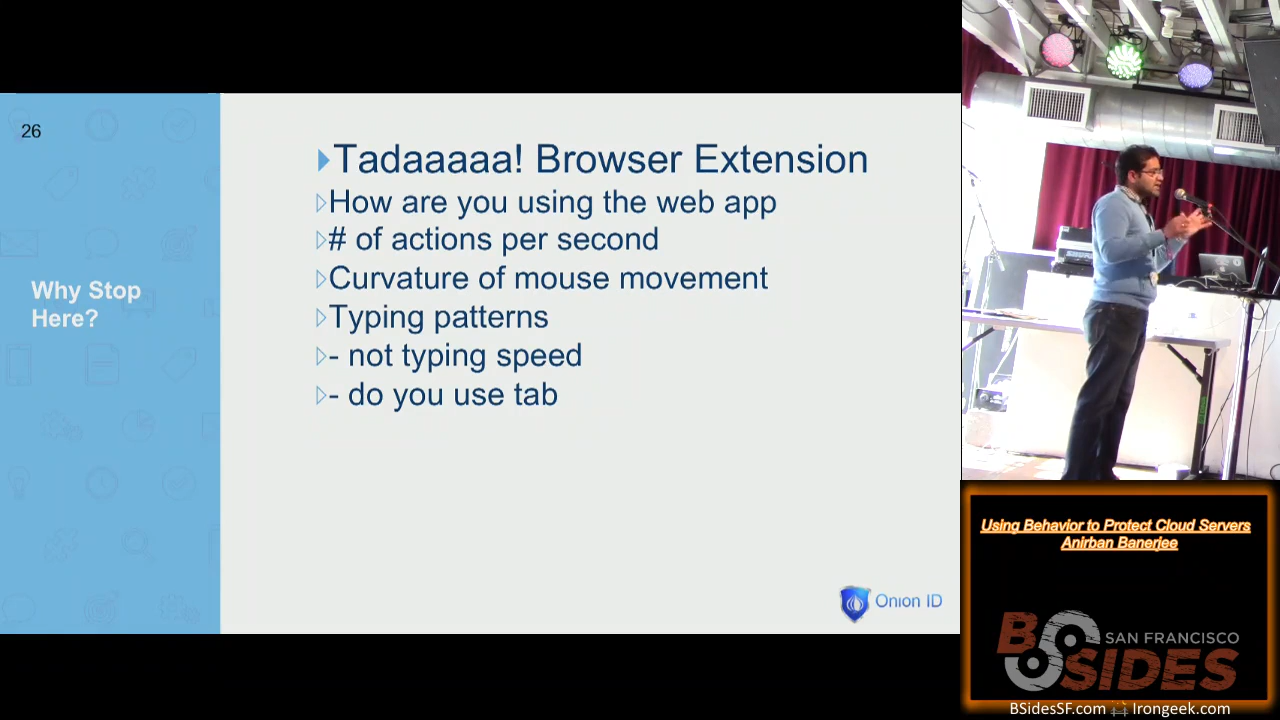 26
Why Stop
Here?
Tadaaaaa! Browser Extension
How are you using the web app
# of actions per second
Curvature of mouse movement
Typing patterns
- not typing speed
- do you use tab
Onion ID
Using Behavior to Protect Cloud Servers
Anirban Banerjee
BSIDES
SAN FRANCISCO
BSidesSF.com Irongeek.com